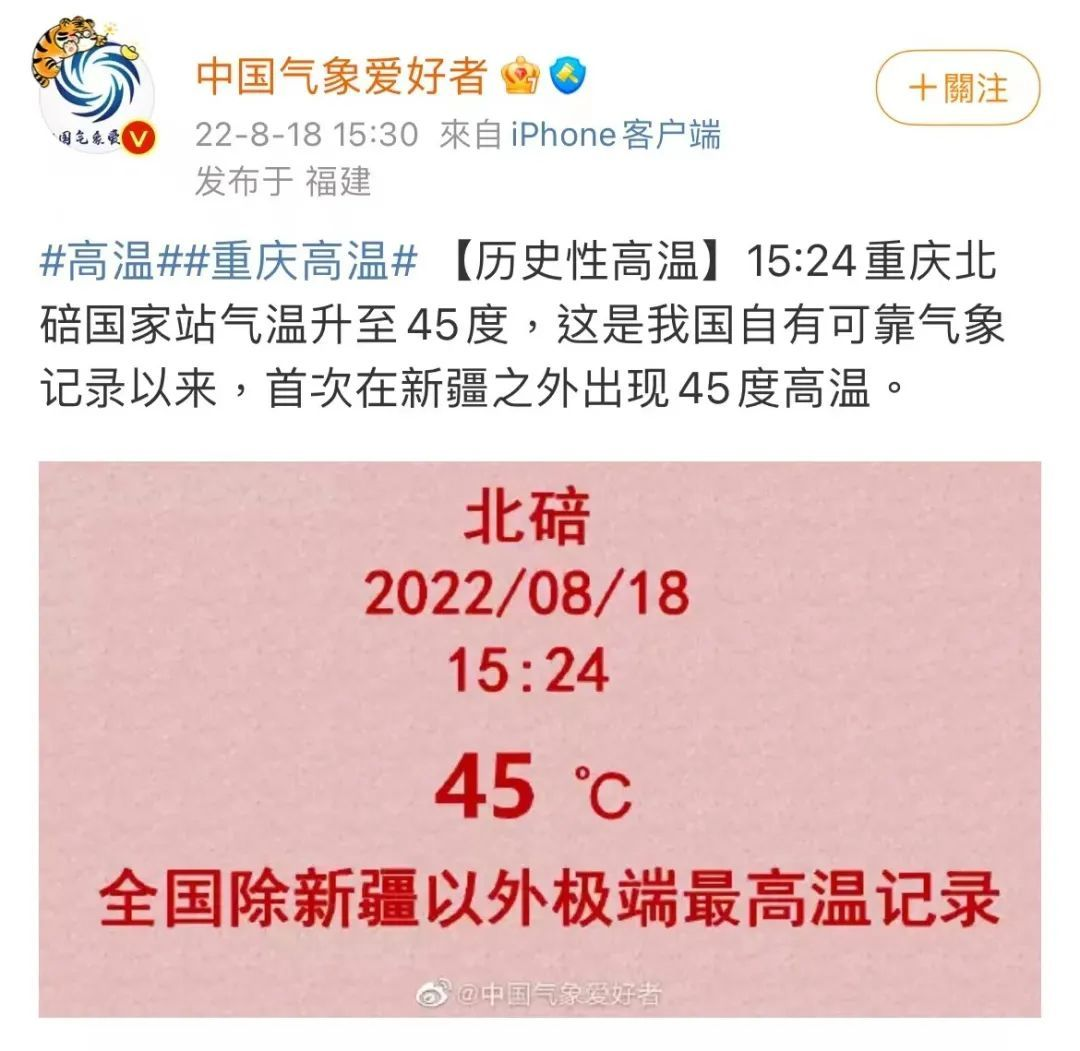 中国气象爱好者
国气象爱
+關注
22-8-18 15:30 來自 iPhone客户端
发布于 福建
#高温##重庆高温# 【历史性高温】15:24重庆北
碚国家站气温升至45度，这是我国自有可靠气象
记录以来，首次在新疆之外出现45度高温。
北碚
2022/08/18
15:24
45 ℃
全国除新疆以外极端最高温记录
@中国气象爱好者